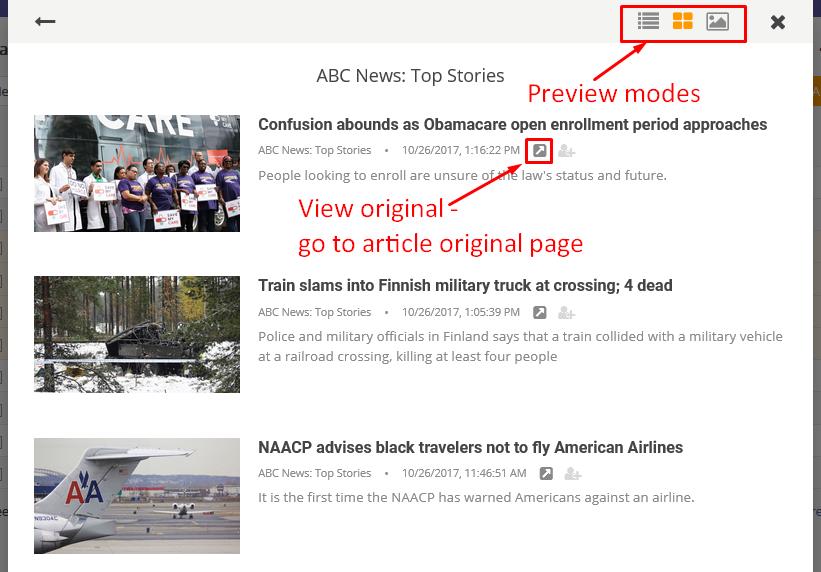 ABC News: Top Stories
Preview modes
CARE
Confusion abounds as Obamacare open enrollment period approaches
ABC News: Top Stories • 10/26/2017, 1:16:22 PM
People looking to enroll are unsure of the law's status and future.
View original -
go to article original page
Train slams into Finnish military truck at crossing; 4 dead
ABC News: Top Stories • 10/26/2017, 1:05:39 PM
Police and military officials in Finland says that a train collided with a military vehicle
at a railroad crossing, killing at least four people
NAACP advises black travelers not to fly American Airlines
ABC News: Top Stories • 10/26/2017, 11:46:51 AM
It is the first time the NAACP has warned Americans against an airline.
AA